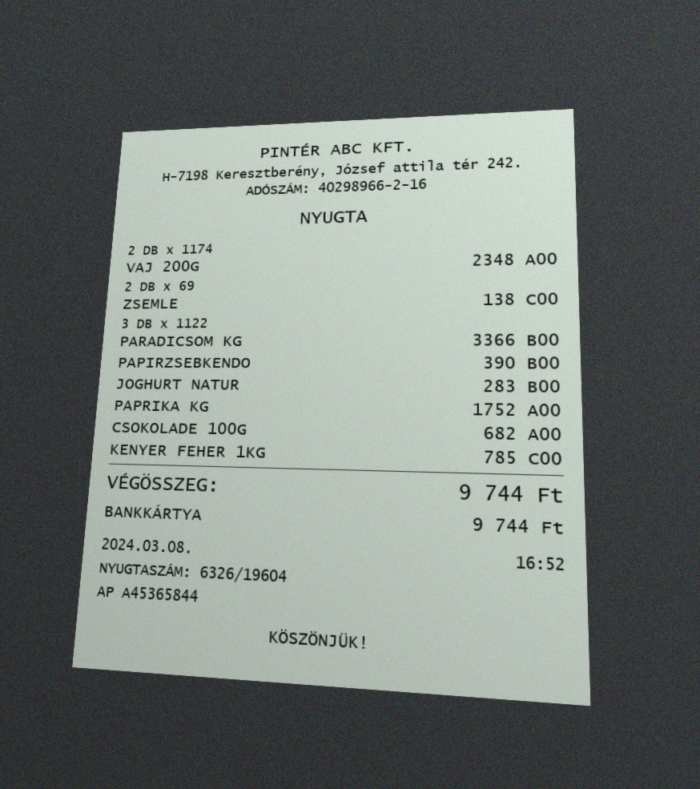 PINTÉR ABC KFT.
H-7198 Keresztberény, József attila tér 242.
ADÓSZÁM: 40298966-2-16
NYUGTA
2 DB x 1174
VAJ 200G 2348 A00
2 DB x 69
ZSEMLE 138 C00
3 DB x 1122
PARADICSOM KG 3366 B00
PAPIRZSEBKENDO 390 B00
JOGHURT NATUR 283 B00
PAPRIKA KG 1752 A00
CSOKOLADE 100G 682 A00
KENYER FEHER 1KG 785 C00
VÉGÖSSZEG: 9 744 Ft
BANKKÁRTYA 9 744 Ft
2024.03.08. 16:52
NYUGTASZÁM: 6326/19604
AP A45365844
KÖSZÖNJÜK!